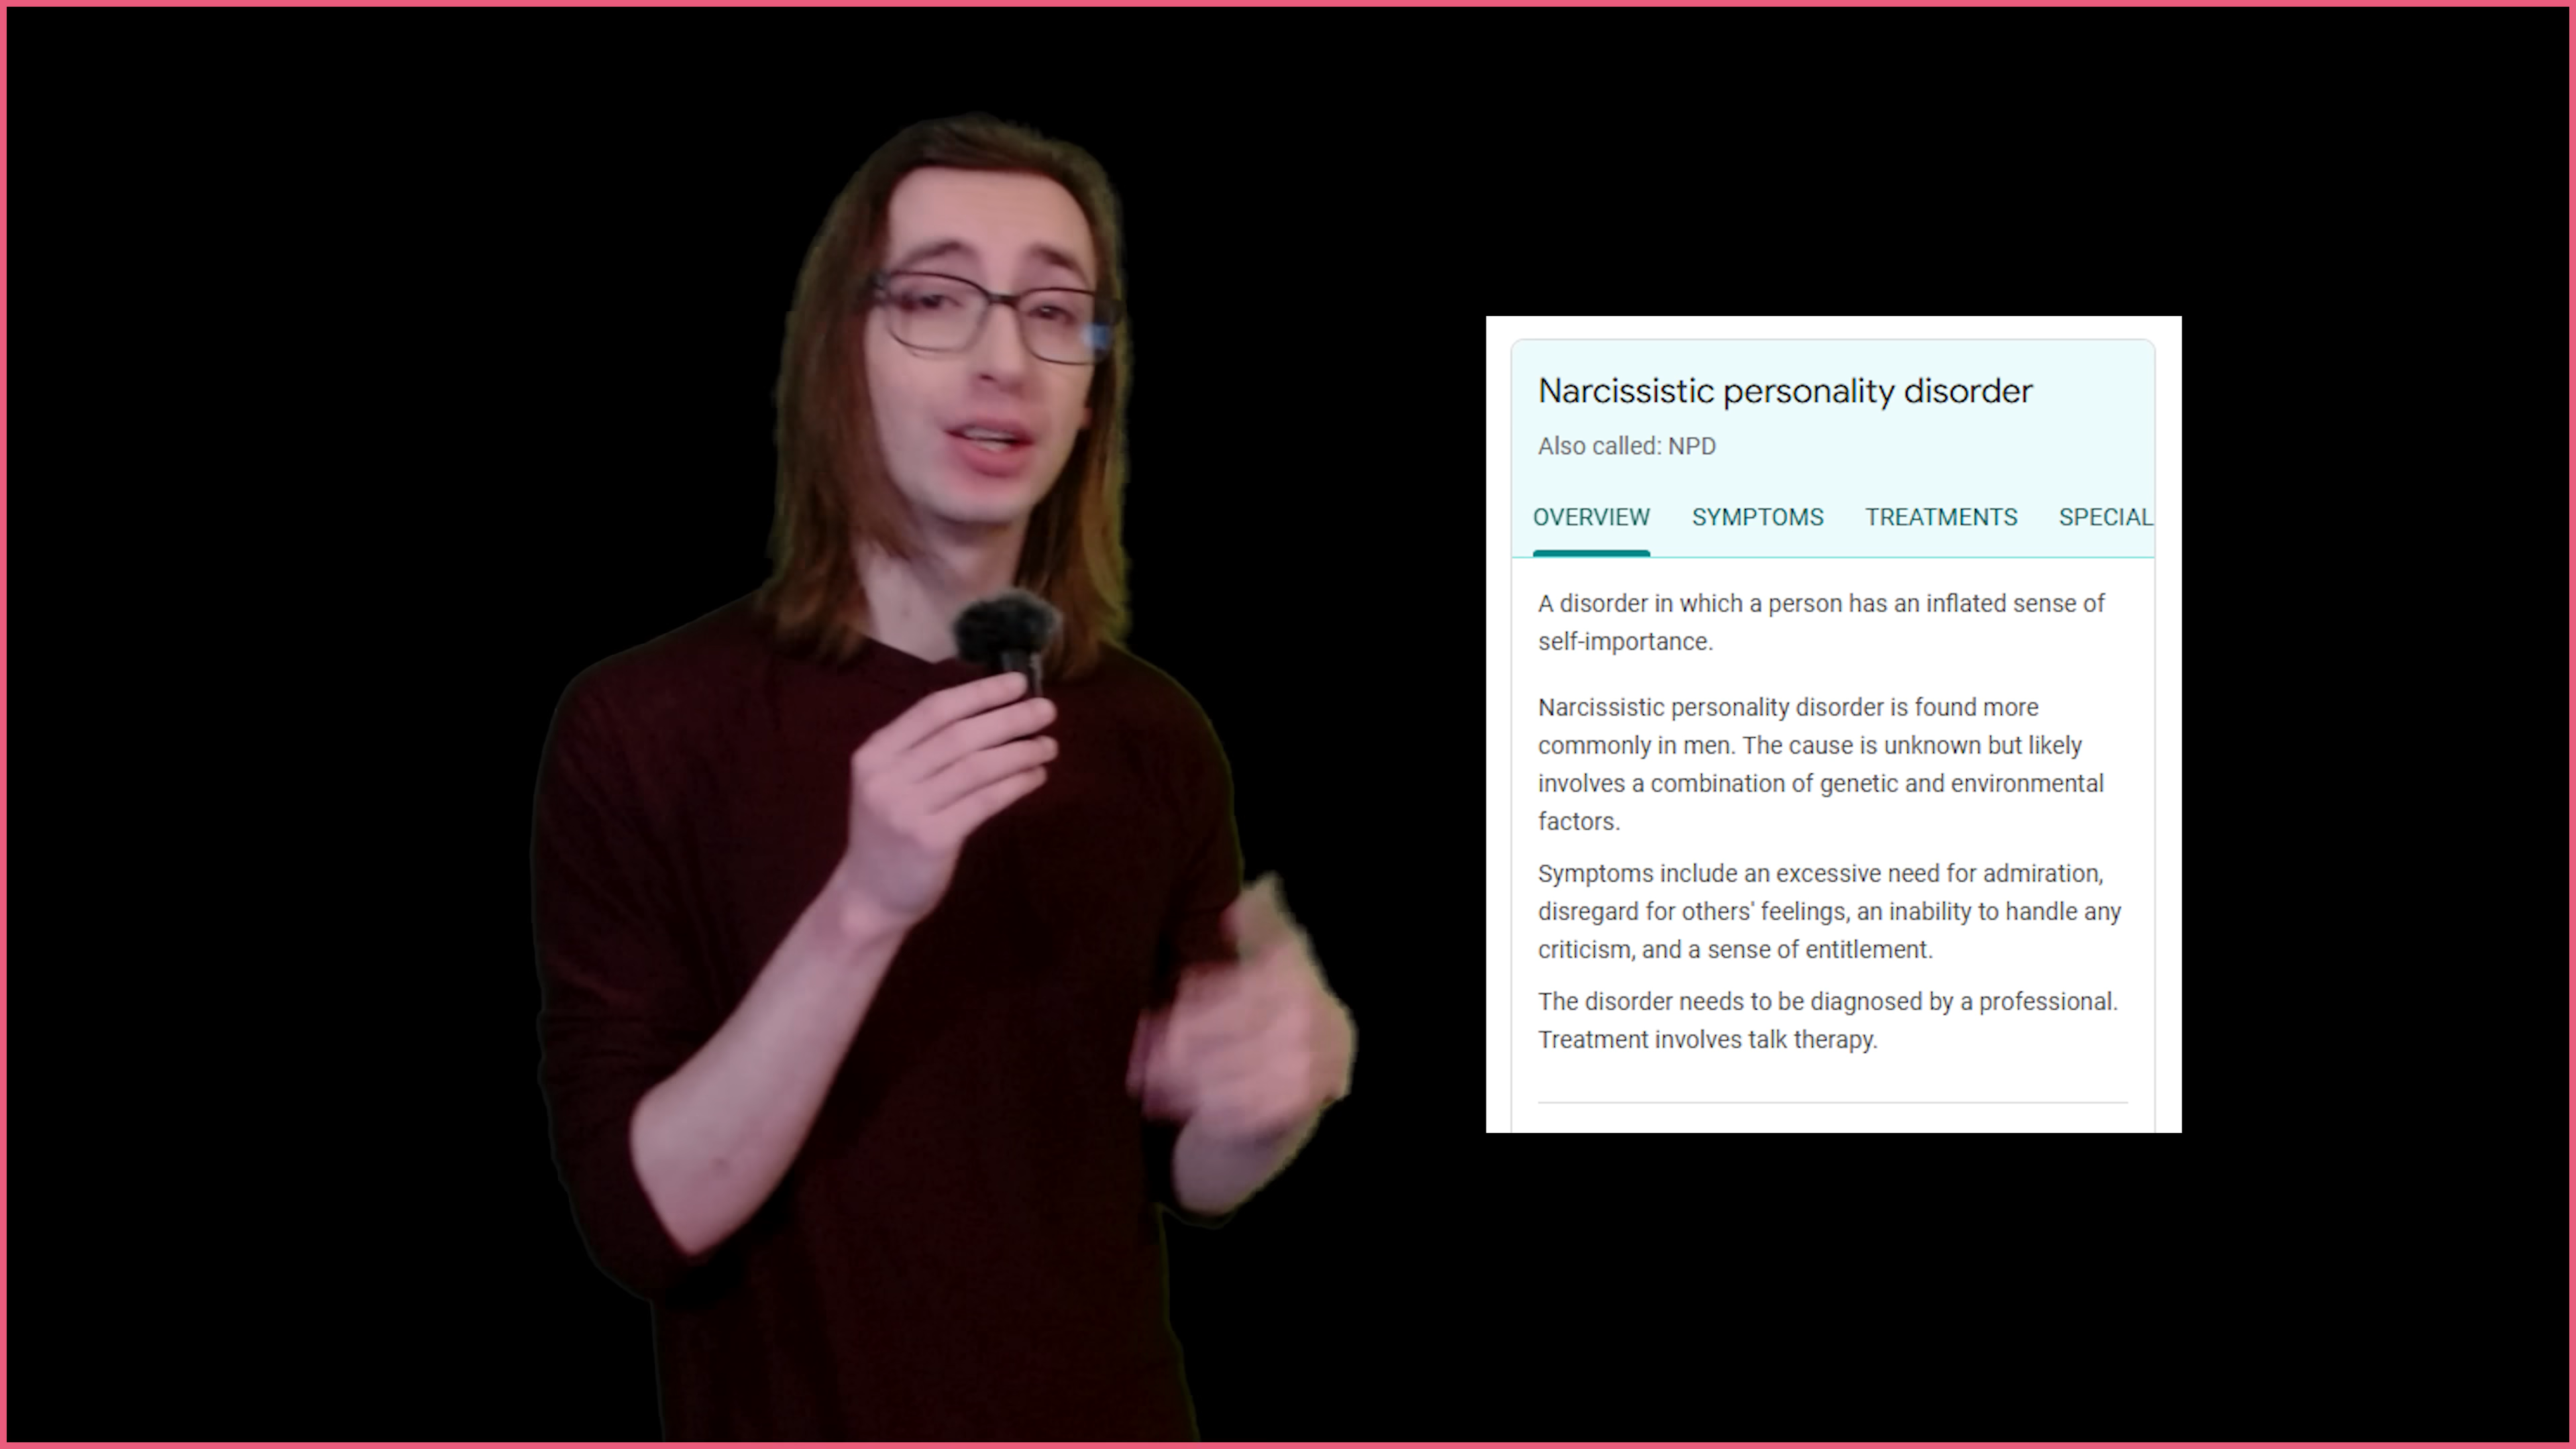 Narcissistic personality disorder
Also called: NPD
OVERVIEW SYMPTOMS TREATMENTS SPECIAL
A disorder in which a person has an inflated sense of
self-importance.
Narcissistic personality disorder is found more
commonly in men. The cause is unknown but likely
involves a combination of genetic and environmental
factors.
Symptoms include an excessive need for admiration,
disregard for others' feelings, an inability to handle any
criticism, and a sense of entitlement.
The disorder needs to be diagnosed by a professional.
Treatment involves talk therapy.